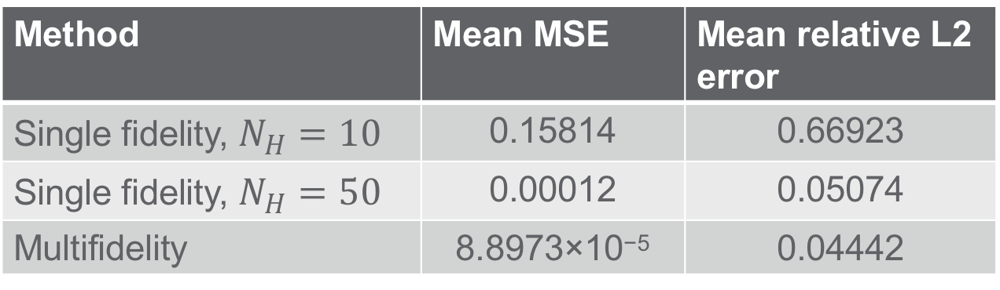 Method Mean MSE Mean relative L2
error
Single fidelity, N_H = 10 0.15814 0.66923
Single fidelity, N_H = 50 0.00012 0.05074
Multifidelity 8.8973×10⁻⁵ 0.04442